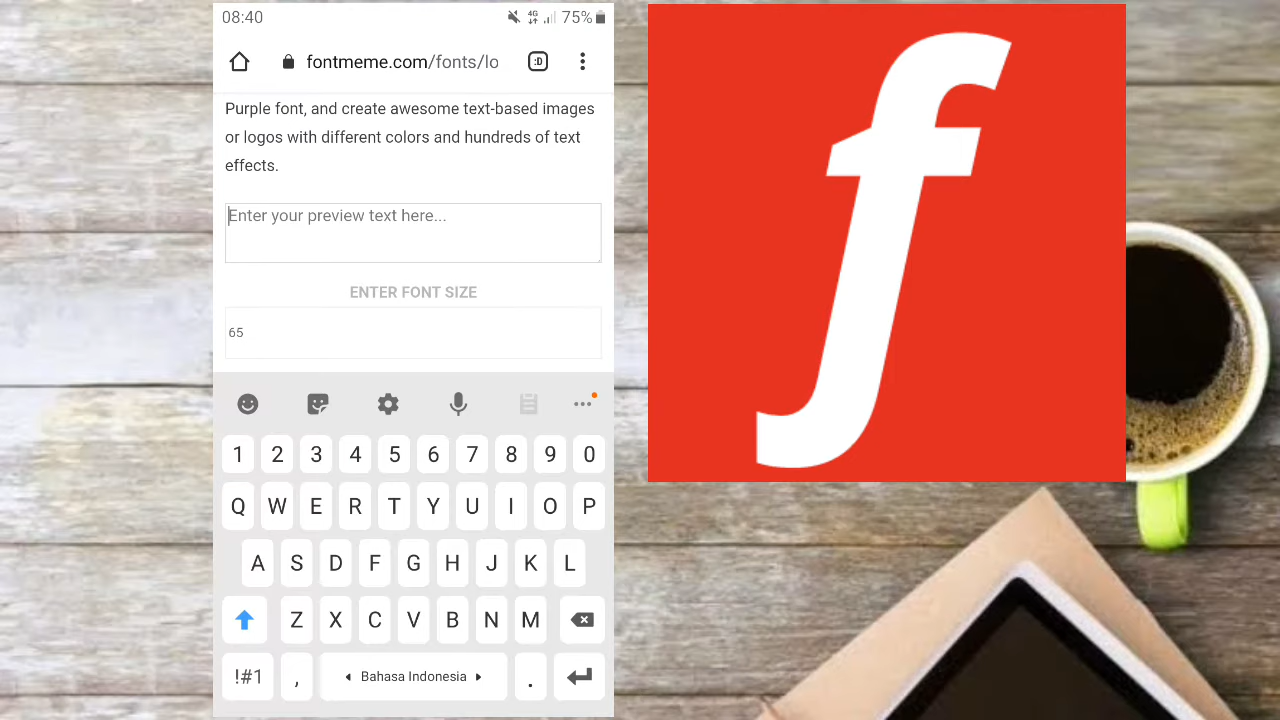 08:40
4G
75%
fontmeme.com/fonts/lo
:D
Purple font, and create awesome text-based images
or logos with different colors and hundreds of text
effects.
Enter your preview text here...
ENTER FONT SIZE
65
1 2 3 4 5 6 7 8 9 0
Q W E R T Y U I O P
A S D F G H J K L
Z X C V B N M
!#1 , Bahasa Indonesia .
f